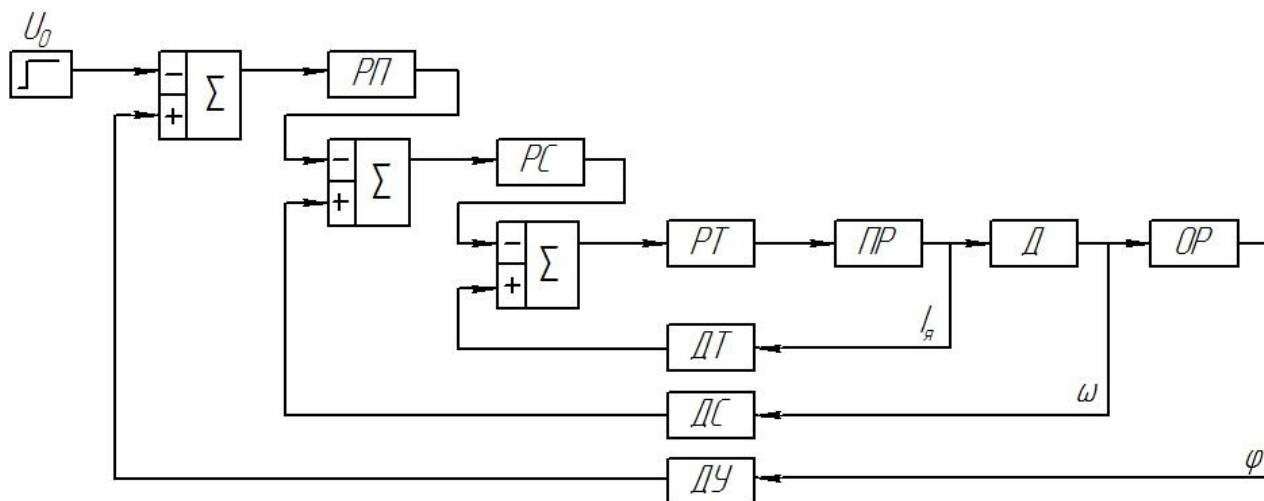 U₀
−
+
Σ
РП
−
+
Σ
РС
−
+
Σ
РТ
ПР
Д
ОР
ДТ
Iя
ДС
ω
ДУ
φ